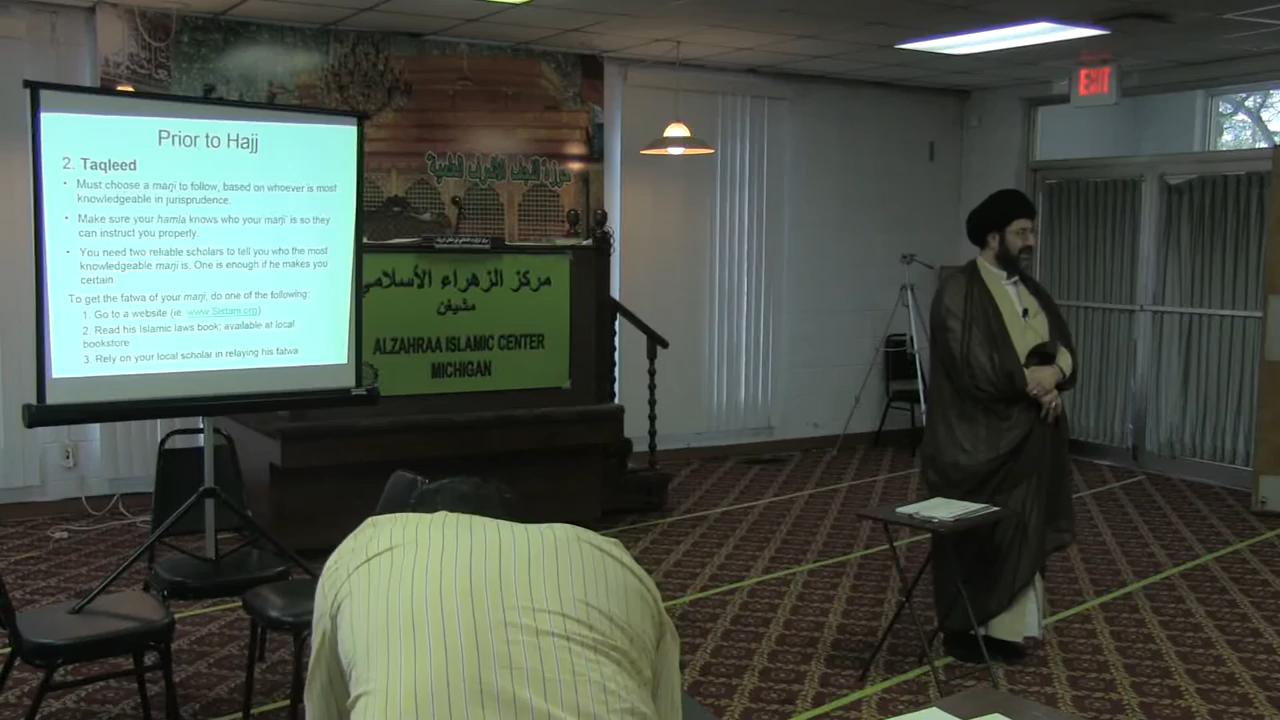 Prior to Hajj
2. Taqleed
• Must choose a marji to follow, based on whoever is most
knowledgeable in jurisprudence.
• Make sure your hamla knows who your marji' is so they
can instruct you properly.
• You need two reliable scholars to tell you who the most
knowledgeable marji is. One is enough if he makes you
certain.
To get the fatwa of your marji, do one of the following:
1. Go to a website (ie. www.Sistani.org)
2. Read his Islamic laws book; available at local
bookstore
3. Rely on your local scholar in relaying his fatwa
حوزة النجف الاشرف العلمية
مركز الزهراء الأسلامي
مشيغن
ALZAHRAA ISLAMIC CENTER
MICHIGAN
EXIT